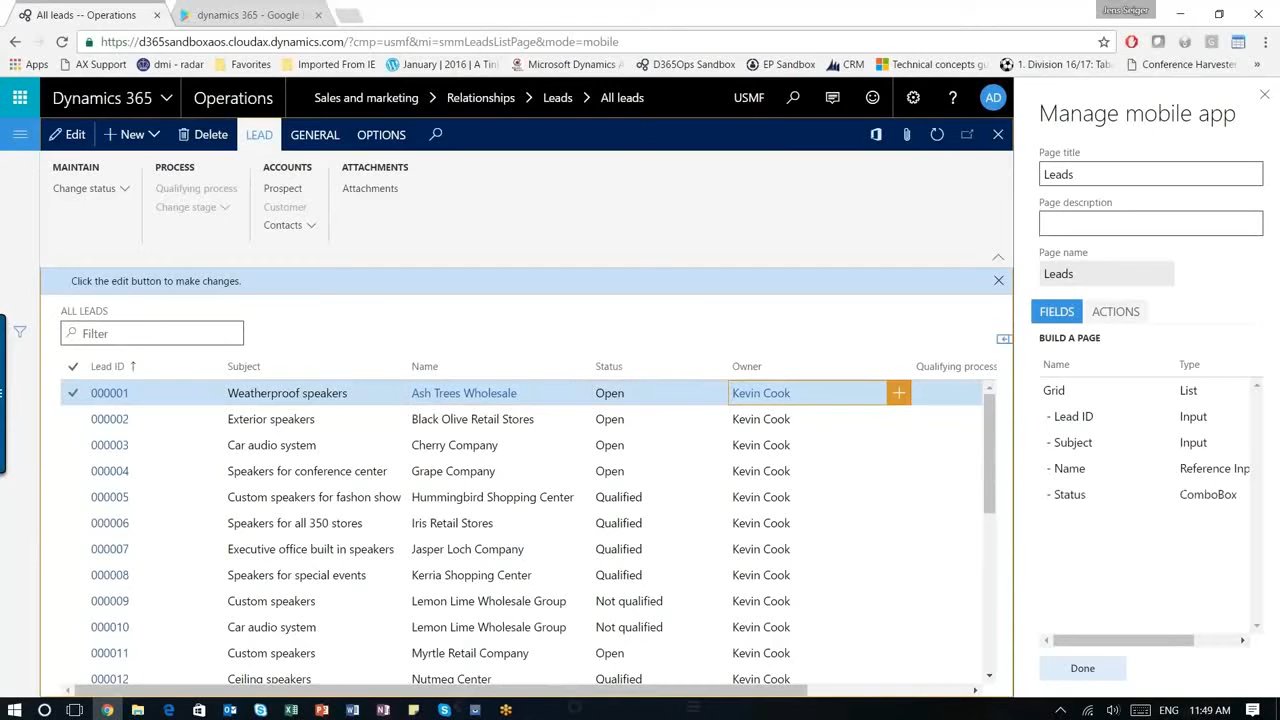 All leads -- Operations
dynamics 365 - Google
Jens Seiger
https://d365sandboxaos.cloudax.dynamics.com/?cmp=usmf&mi=smmLeadsListPage&mode=mobile
Apps AX Support dmi - radar Favorites Imported From IE January | 2016 | A Tin Microsoft Dynamics D365Ops Sandbox EP Sandbox CRM Technical concepts gu 1. Division 16/17: Tabe Conference Harvester »
Dynamics 365 Operations Sales and marketing > Relationships > Leads > All leads USMF ? AD
Edit + New Delete LEAD GENERAL OPTIONS
MAINTAIN PROCESS ACCOUNTS ATTACHMENTS
Change status Qualifying process Prospect Attachments
Change stage Customer
Contacts
Click the edit button to make changes.
ALL LEADS
Filter
Lead ID ↑ Subject Name Status Owner Qualifying process
000001 Weatherproof speakers Ash Trees Wholesale Open Kevin Cook +
000002 Exterior speakers Black Olive Retail Stores Open Kevin Cook
000003 Car audio system Cherry Company Open Kevin Cook
000004 Speakers for conference center Grape Company Open Kevin Cook
000005 Custom speakers for fashon show Hummingbird Shopping Center Qualified Kevin Cook
000006 Speakers for all 350 stores Iris Retail Stores Qualified Kevin Cook
000007 Executive office built in speakers Jasper Loch Company Qualified Kevin Cook
000008 Speakers for special events Kerria Shopping Center Qualified Kevin Cook
000009 Custom speakers Lemon Lime Wholesale Group Not qualified Kevin Cook
000010 Car audio system Lemon Lime Wholesale Group Not qualified Kevin Cook
000011 Custom speakers Myrtle Retail Company Open Kevin Cook
000012 Ceiling speakers Nutmeg Center Qualified Kevin Cook
Manage mobile app
Page title
Leads
Page description
Page name
Leads
FIELDS ACTIONS
BUILD A PAGE
Name Type
Grid List
- Lead ID Input
- Subject Input
- Name Reference Inp
- Status ComboBox
Done
ENG 11:49 AM